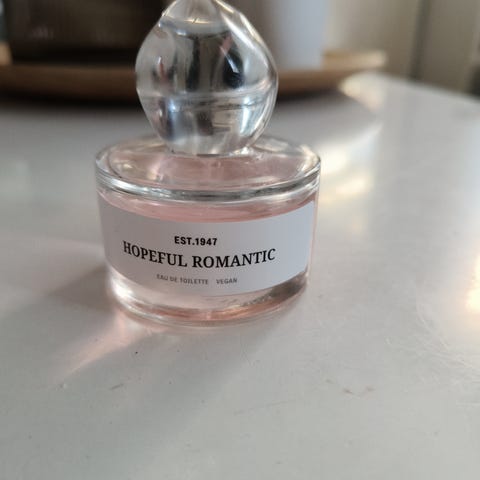 EST.1947
HOPEFUL ROMANTIC
EAU DE TOILETTE VEGAN